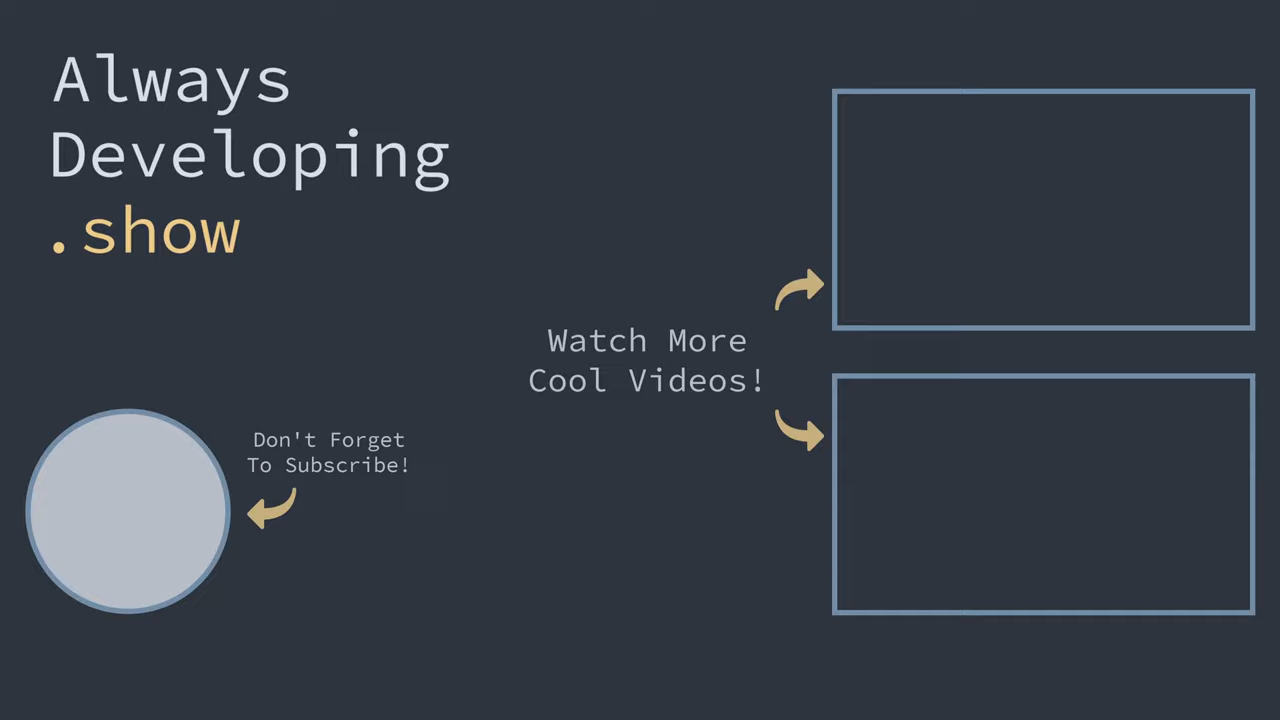 Always
Developing
.show
Watch More
Cool Videos!
Don't Forget
To Subscribe!